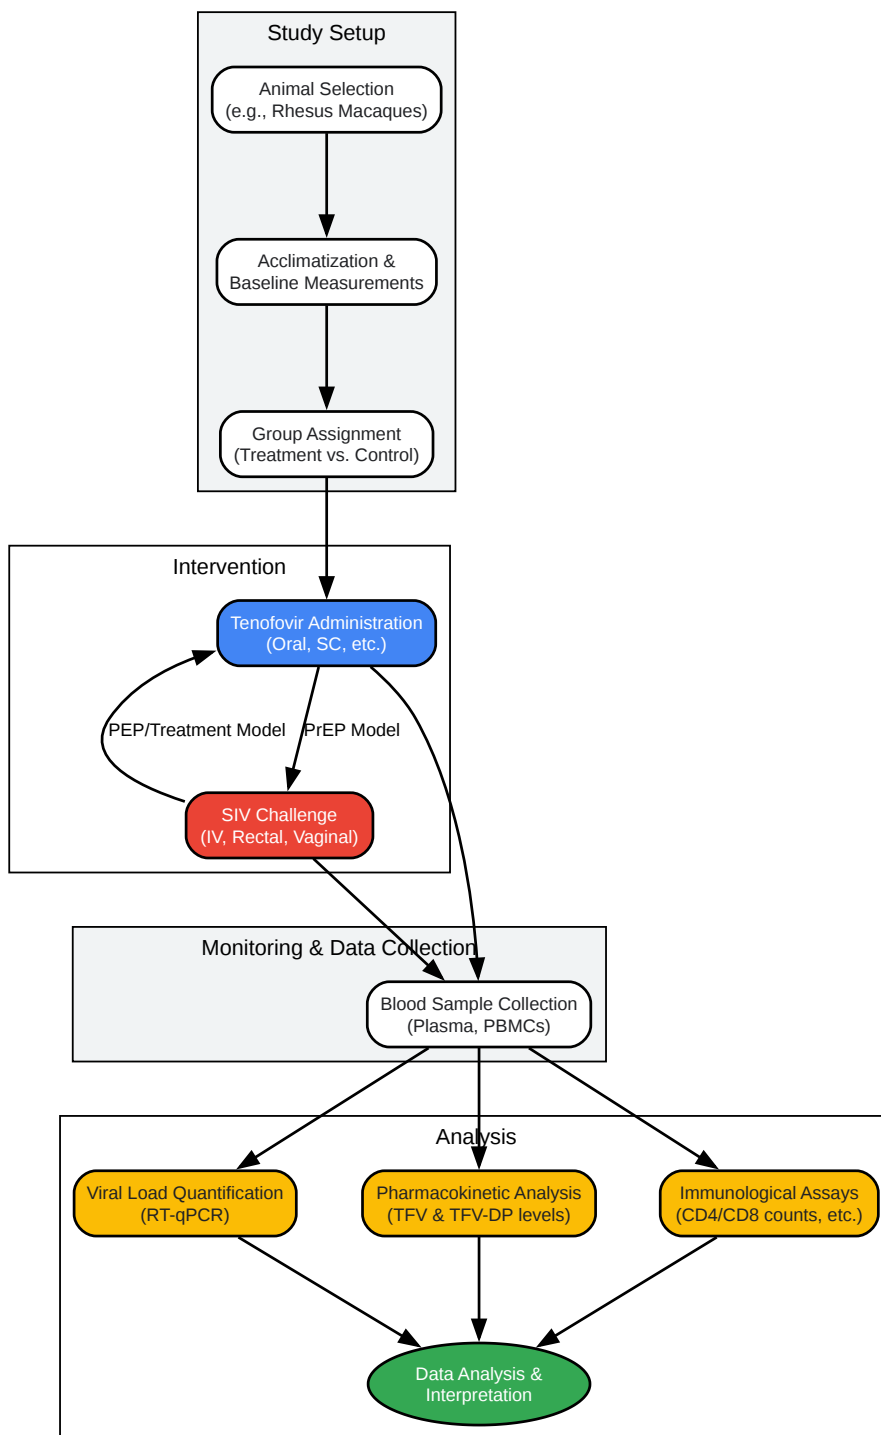 Study Setup
Animal Selection
(e.g., Rhesus Macaques)
Acclimatization &
Baseline Measurements
Group Assignment
(Treatment vs. Control)
Intervention
Tenofovir Administration
(Oral, SC, etc.)
PEP/Treatment Model
PrEP Model
SIV Challenge
(IV, Rectal, Vaginal)
Monitoring & Data Collection
Blood Sample Collection
(Plasma, PBMCs)
Analysis
Viral Load Quantification
(RT-qPCR)
Pharmacokinetic Analysis
(TFV & TFV-DP levels)
Immunological Assays
(CD4/CD8 counts, etc.)
Data Analysis &
Interpretation